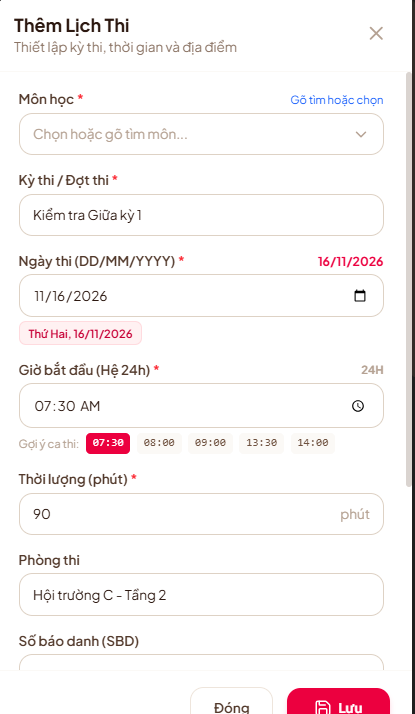 Thêm Lịch Thi
Thiết lập kỳ thi, thời gian và địa điểm
Môn học * Gõ tìm hoặc chọn
Chọn hoặc gõ tìm môn...
Kỳ thi / Đợt thi *
Kiểm tra Giữa kỳ 1
Ngày thi (DD/MM/YYYY) * 16/11/2026
11/16/2026
Thứ Hai, 16/11/2026
Giờ bắt đầu (Hệ 24h) * 24H
07:30 AM
Gợi ý ca thi: 07:30 08:00 09:00 13:30 14:00
Thời lượng (phút) *
90 phút
Phòng thi
Hội trường C - Tầng 2
Số báo danh (SBD)
Đóng Lưu